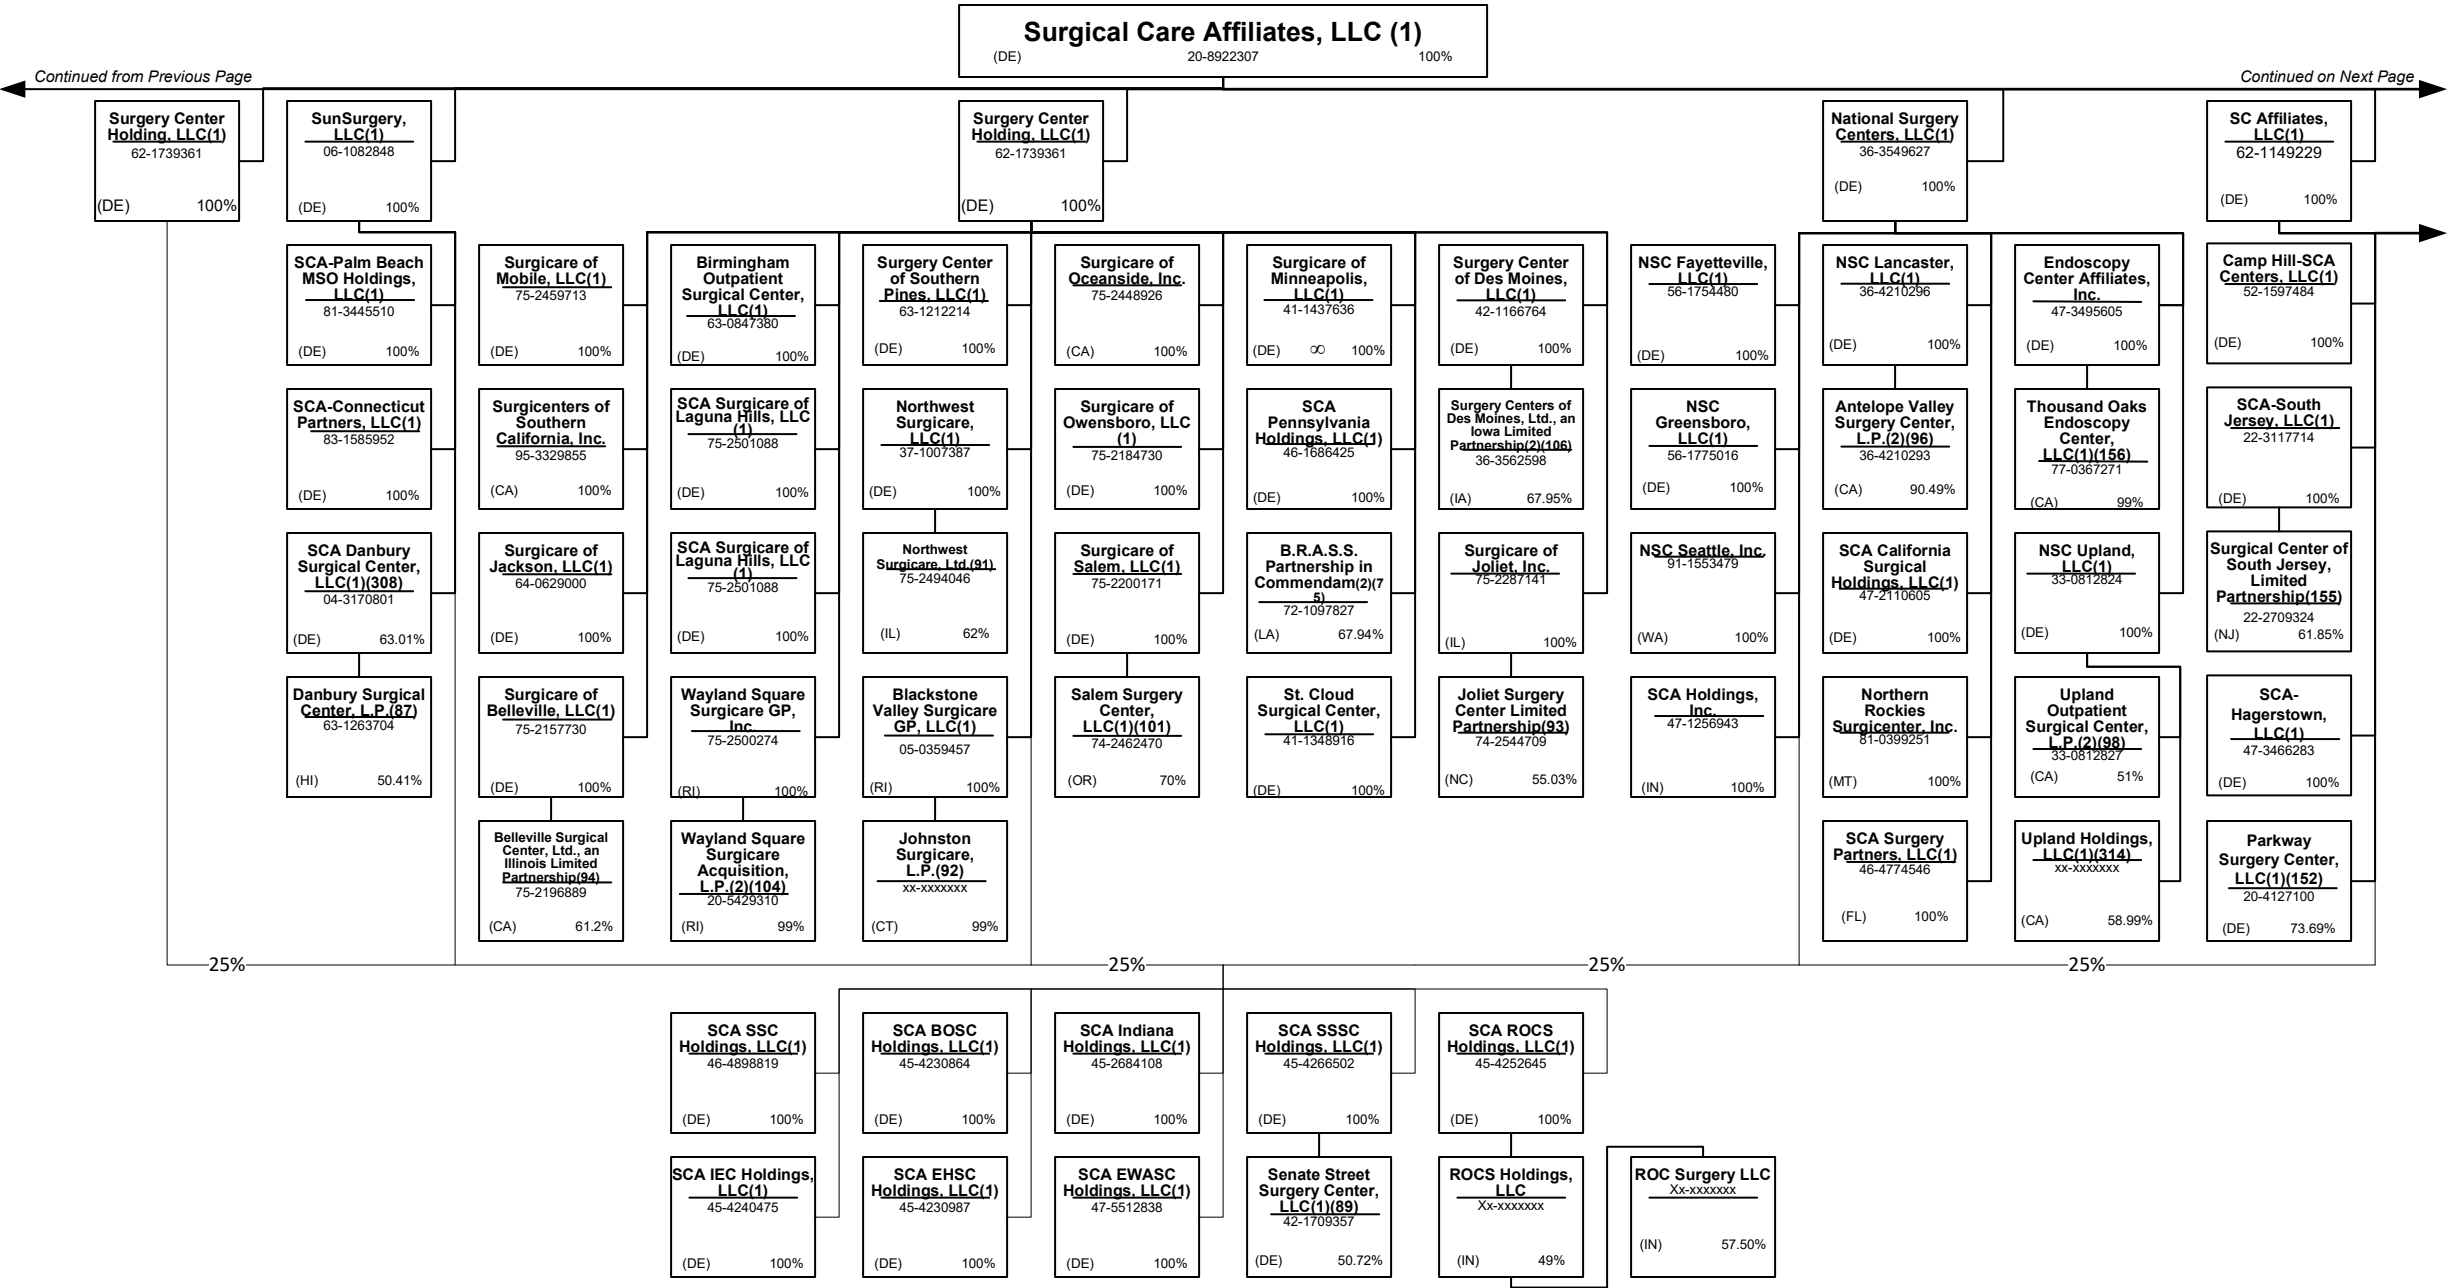 Surgical Care Affiliates, LLC (1)
(DE) 20-8922307 100%
Continued from Previous Page
Continued on Next Page
Surgery Center
Holding, LLC(1)
62-1739361
(DE) 100%
SunSurgery,
LLC(1)
06-1082848
(DE) 100%
Surgery Center
Holding, LLC(1)
62-1739361
(DE) 100%
National Surgery
Centers, LLC(1)
36-3549627
(DE) 100%
SC Affiliates,
LLC(1)
62-1149229
(DE) 100%
SCA-Palm Beach
MSO Holdings,
LLC(1)
81-3445510
(DE) 100%
Surgicare of
Mobile, LLC(1)
75-2459713
(DE) 100%
Birmingham
Outpatient
Surgical Center,
LLC(1)
63-0847380
(DE) 100%
Surgery Center
of Southern
Pines, LLC(1)
63-1212214
(DE) 100%
Surgicare of
Oceanside, Inc.
75-2448926
(CA) 100%
Surgicare of
Minneapolis,
LLC(1)
41-1437636
(DE) ∞ 100%
Surgery Center
of Des Moines,
LLC(1)
42-1166764
(DE) 100%
NSC Fayetteville,
LLC(1)
56-1754480
(DE) 100%
NSC Lancaster,
LLC(1)
36-4210296
(DE) 100%
Endoscopy
Center Affiliates,
Inc.
47-3495605
(DE) 100%
Camp Hill-SCA
Centers, LLC(1)
52-1597484
(DE) 100%
SCA-Connecticut
Partners, LLC(1)
83-1585952
(DE) 100%
Surgicenters of
Southern
California, Inc.
95-3329855
(CA) 100%
SCA Surgicare of
Laguna Hills, LLC
(1)
75-2501088
(DE) 100%
Northwest
Surgicare,
LLC(1)
37-1007387
(DE) 100%
Surgicare of
Owensboro, LLC
(1)
75-2184730
(DE) 100%
SCA
Pennsylvania
Holdings, LLC(1)
46-1686425
(DE) 100%
Surgery Centers of
Des Moines, Ltd., an
Iowa Limited
Partnership(2)(106)
36-3562598
(IA) 67.95%
NSC
Greensboro,
LLC(1)
56-1775016
(DE) 100%
Antelope Valley
Surgery Center,
L.P.(2)(96)
36-4210293
(CA) 90.49%
Thousand Oaks
Endoscopy
Center,
LLC(1)(156)
77-0367271
(CA) 99%
SCA-South
Jersey, LLC(1)
22-3117714
(DE) 100%
SCA Danbury
Surgical Center,
LLC(1)(308)
04-3170801
(DE) 63.01%
Surgicare of
Jackson, LLC(1)
64-0629000
(DE) 100%
SCA Surgicare of
Laguna Hills, LLC
(1)
75-2501088
(DE) 100%
Northwest
Surgicare, Ltd.(91)
75-2494046
(IL) 62%
Surgicare of
Salem, LLC(1)
75-2200171
(DE) 100%
B.R.A.S.S.
Partnership in
Commendam(2)(7
5)
72-1097827
(LA) 67.94%
Surgicare of
Joliet, Inc.
75-2287141
(IL) 100%
NSC Seattle, Inc.
91-1553479
(WA) 100%
SCA California
Surgical
Holdings, LLC(1)
47-2110605
(DE) 100%
NSC Upland,
LLC(1)
33-0812824
(DE) 100%
Surgical Center of
South Jersey,
Limited
Partnership(155)
22-2709324
(NJ) 61.85%
Danbury Surgical
Center, L.P.(87)
63-1263704
(HI) 50.41%
Surgicare of
Belleville, LLC(1)
75-2157730
(DE) 100%
Wayland Square
Surgicare GP,
Inc.
75-2500274
(RI) 100%
Blackstone
Valley Surgicare
GP, LLC(1)
05-0359457
(RI) 100%
Salem Surgery
Center,
LLC(1)(101)
74-2462470
(OR) 70%
St. Cloud
Surgical Center,
LLC(1)
41-1348916
(DE) 100%
Joliet Surgery
Center Limited
Partnership(93)
74-2544709
(NC) 55.03%
SCA Holdings,
Inc.
47-1256943
(IN) 100%
Northern
Rockies
Surgicenter, Inc.
81-0399251
(MT) 100%
Upland
Outpatient
Surgical Center,
L.P.(2)(98)
33-0812827
(CA) 51%
SCA-
Hagerstown,
LLC(1)
47-3466283
(DE) 100%
Belleville Surgical
Center, Ltd., an
Illinois Limited
Partnership(94)
75-2196889
(CA) 61.2%
Wayland Square
Surgicare
Acquisition,
L.P.(2)(104)
20-5429310
(RI) 99%
Johnston
Surgicare,
L.P.(92)
xx-xxxxxxx
(CT) 99%
SCA Surgery
Partners, LLC(1)
46-4774546
(FL) 100%
Upland Holdings,
LLC(1)(314)
xx-xxxxxxx
(CA) 58.99%
Parkway
Surgery Center,
LLC(1)(152)
20-4127100
(DE) 73.69%
25% 25% 25% 25%
SCA SSC
Holdings, LLC(1)
46-4898819
(DE) 100%
SCA BOSC
Holdings, LLC(1)
45-4230864
(DE) 100%
SCA Indiana
Holdings, LLC(1)
45-2684108
(DE) 100%
SCA SSSC
Holdings, LLC(1)
45-4266502
(DE) 100%
SCA ROCS
Holdings, LLC(1)
45-4252645
(DE) 100%
SCA IEC Holdings,
LLC(1)
45-4240475
(DE) 100%
SCA EHSC
Holdings, LLC(1)
45-4230987
(DE) 100%
SCA EWASC
Holdings, LLC(1)
47-5512838
(DE) 100%
Senate Street
Surgery Center,
LLC(1)(89)
42-1709357
(DE) 50.72%
ROCS Holdings,
LLC
Xx-xxxxxxx
(IN) 49%
ROC Surgery LLC
Xx-xxxxxxx
(IN) 57.50%